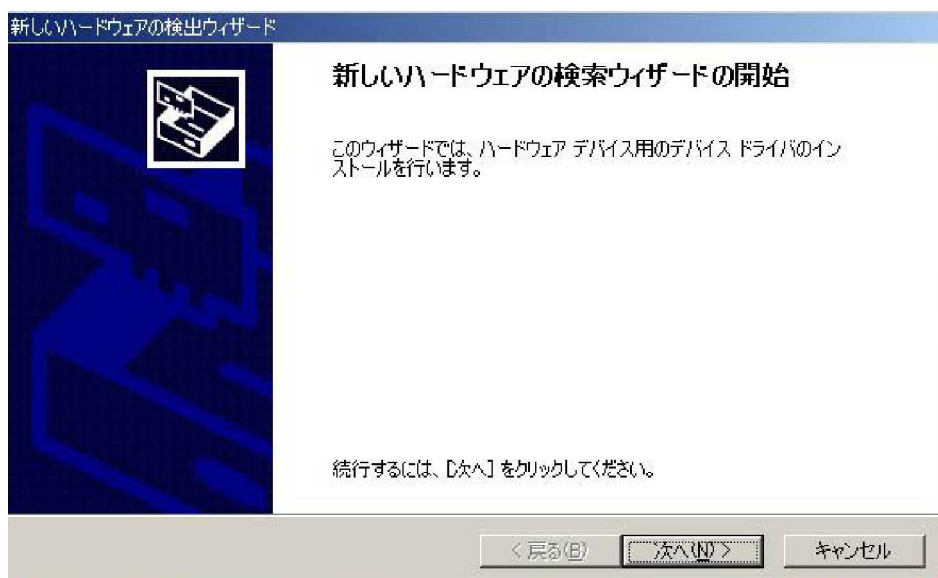 新しいハードウェアの検出ウィザード
新しいハードウェアの検索ウィザードの開始
このウィザードでは、ハードウェア デバイス用のデバイス ドライバのイン
ストールを行います。
続行するには、[次へ] をクリックしてください。
< 戻る(B)
次へ(N) >
キャンセル